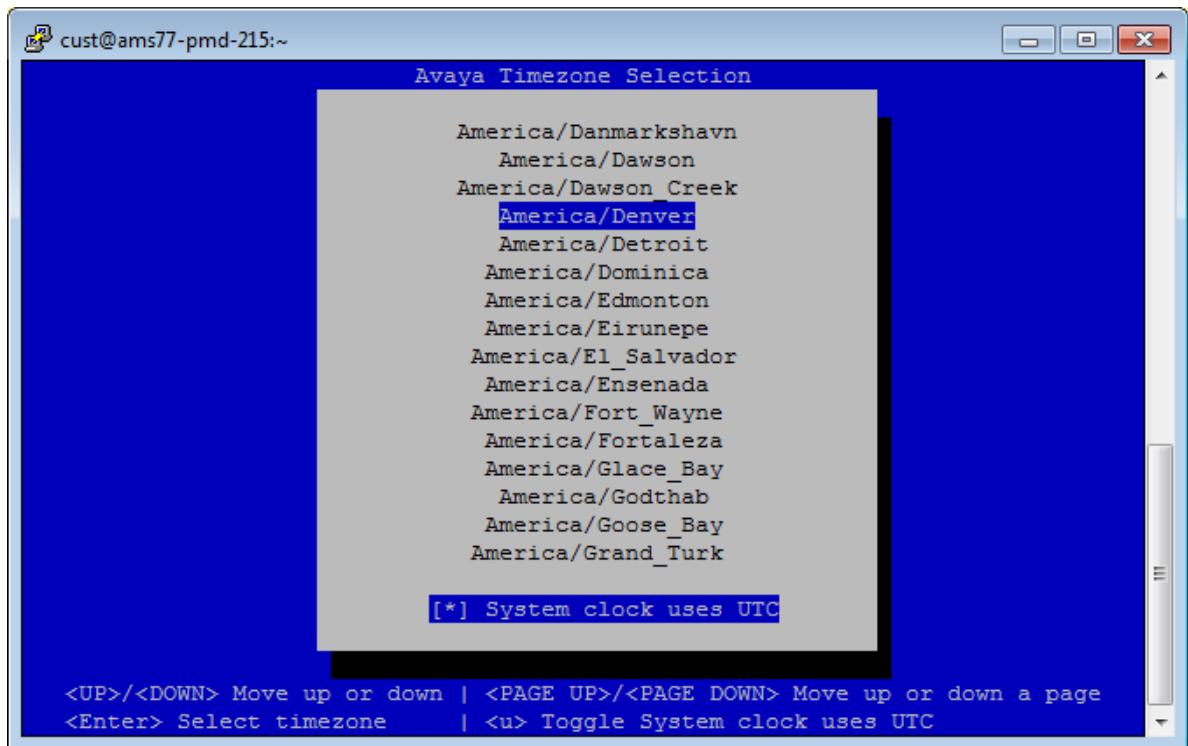 cust@ams77-pmd-215:~
Avaya Timezone Selection
America/Danmarkshavn
America/Dawson
America/Dawson_Creek
America/Denver
America/Detroit
America/Dominica
America/Edmonton
America/Eirunepe
America/El_Salvador
America/Ensenada
America/Fort_Wayne
America/Fortaleza
America/Glace_Bay
America/Godthab
America/Goose_Bay
America/Grand_Turk
[*] System clock uses UTC
<UP>/<DOWN> Move up or down | <PAGE UP>/<PAGE DOWN> Move up or down a page
<Enter> Select timezone | <u> Toggle System clock uses UTC